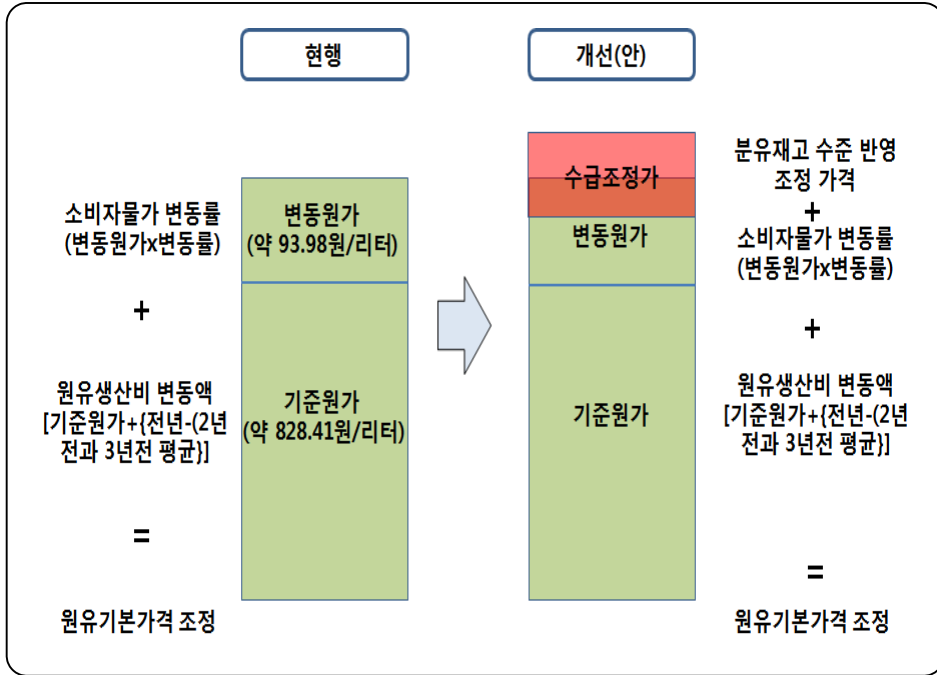 현행
소비자물가 변동률
(변동원가x변동률)
+
원유생산비 변동액
[기준원가+{전년-(2년
전과 3년전 평균}]
=
원유기본가격 조정
변동원가
(약 93.98원/리터)
기준원가
(약 828.41원/리터)
개선(안)
수급조정가
변동원가
기준원가
분유재고 수준 반영
조정 가격
+
소비자물가 변동률
(변동원가x변동률)
+
원유생산비 변동액
[기준원가+{전년-(2년
전과 3년전 평균}]
=
원유기본가격 조정